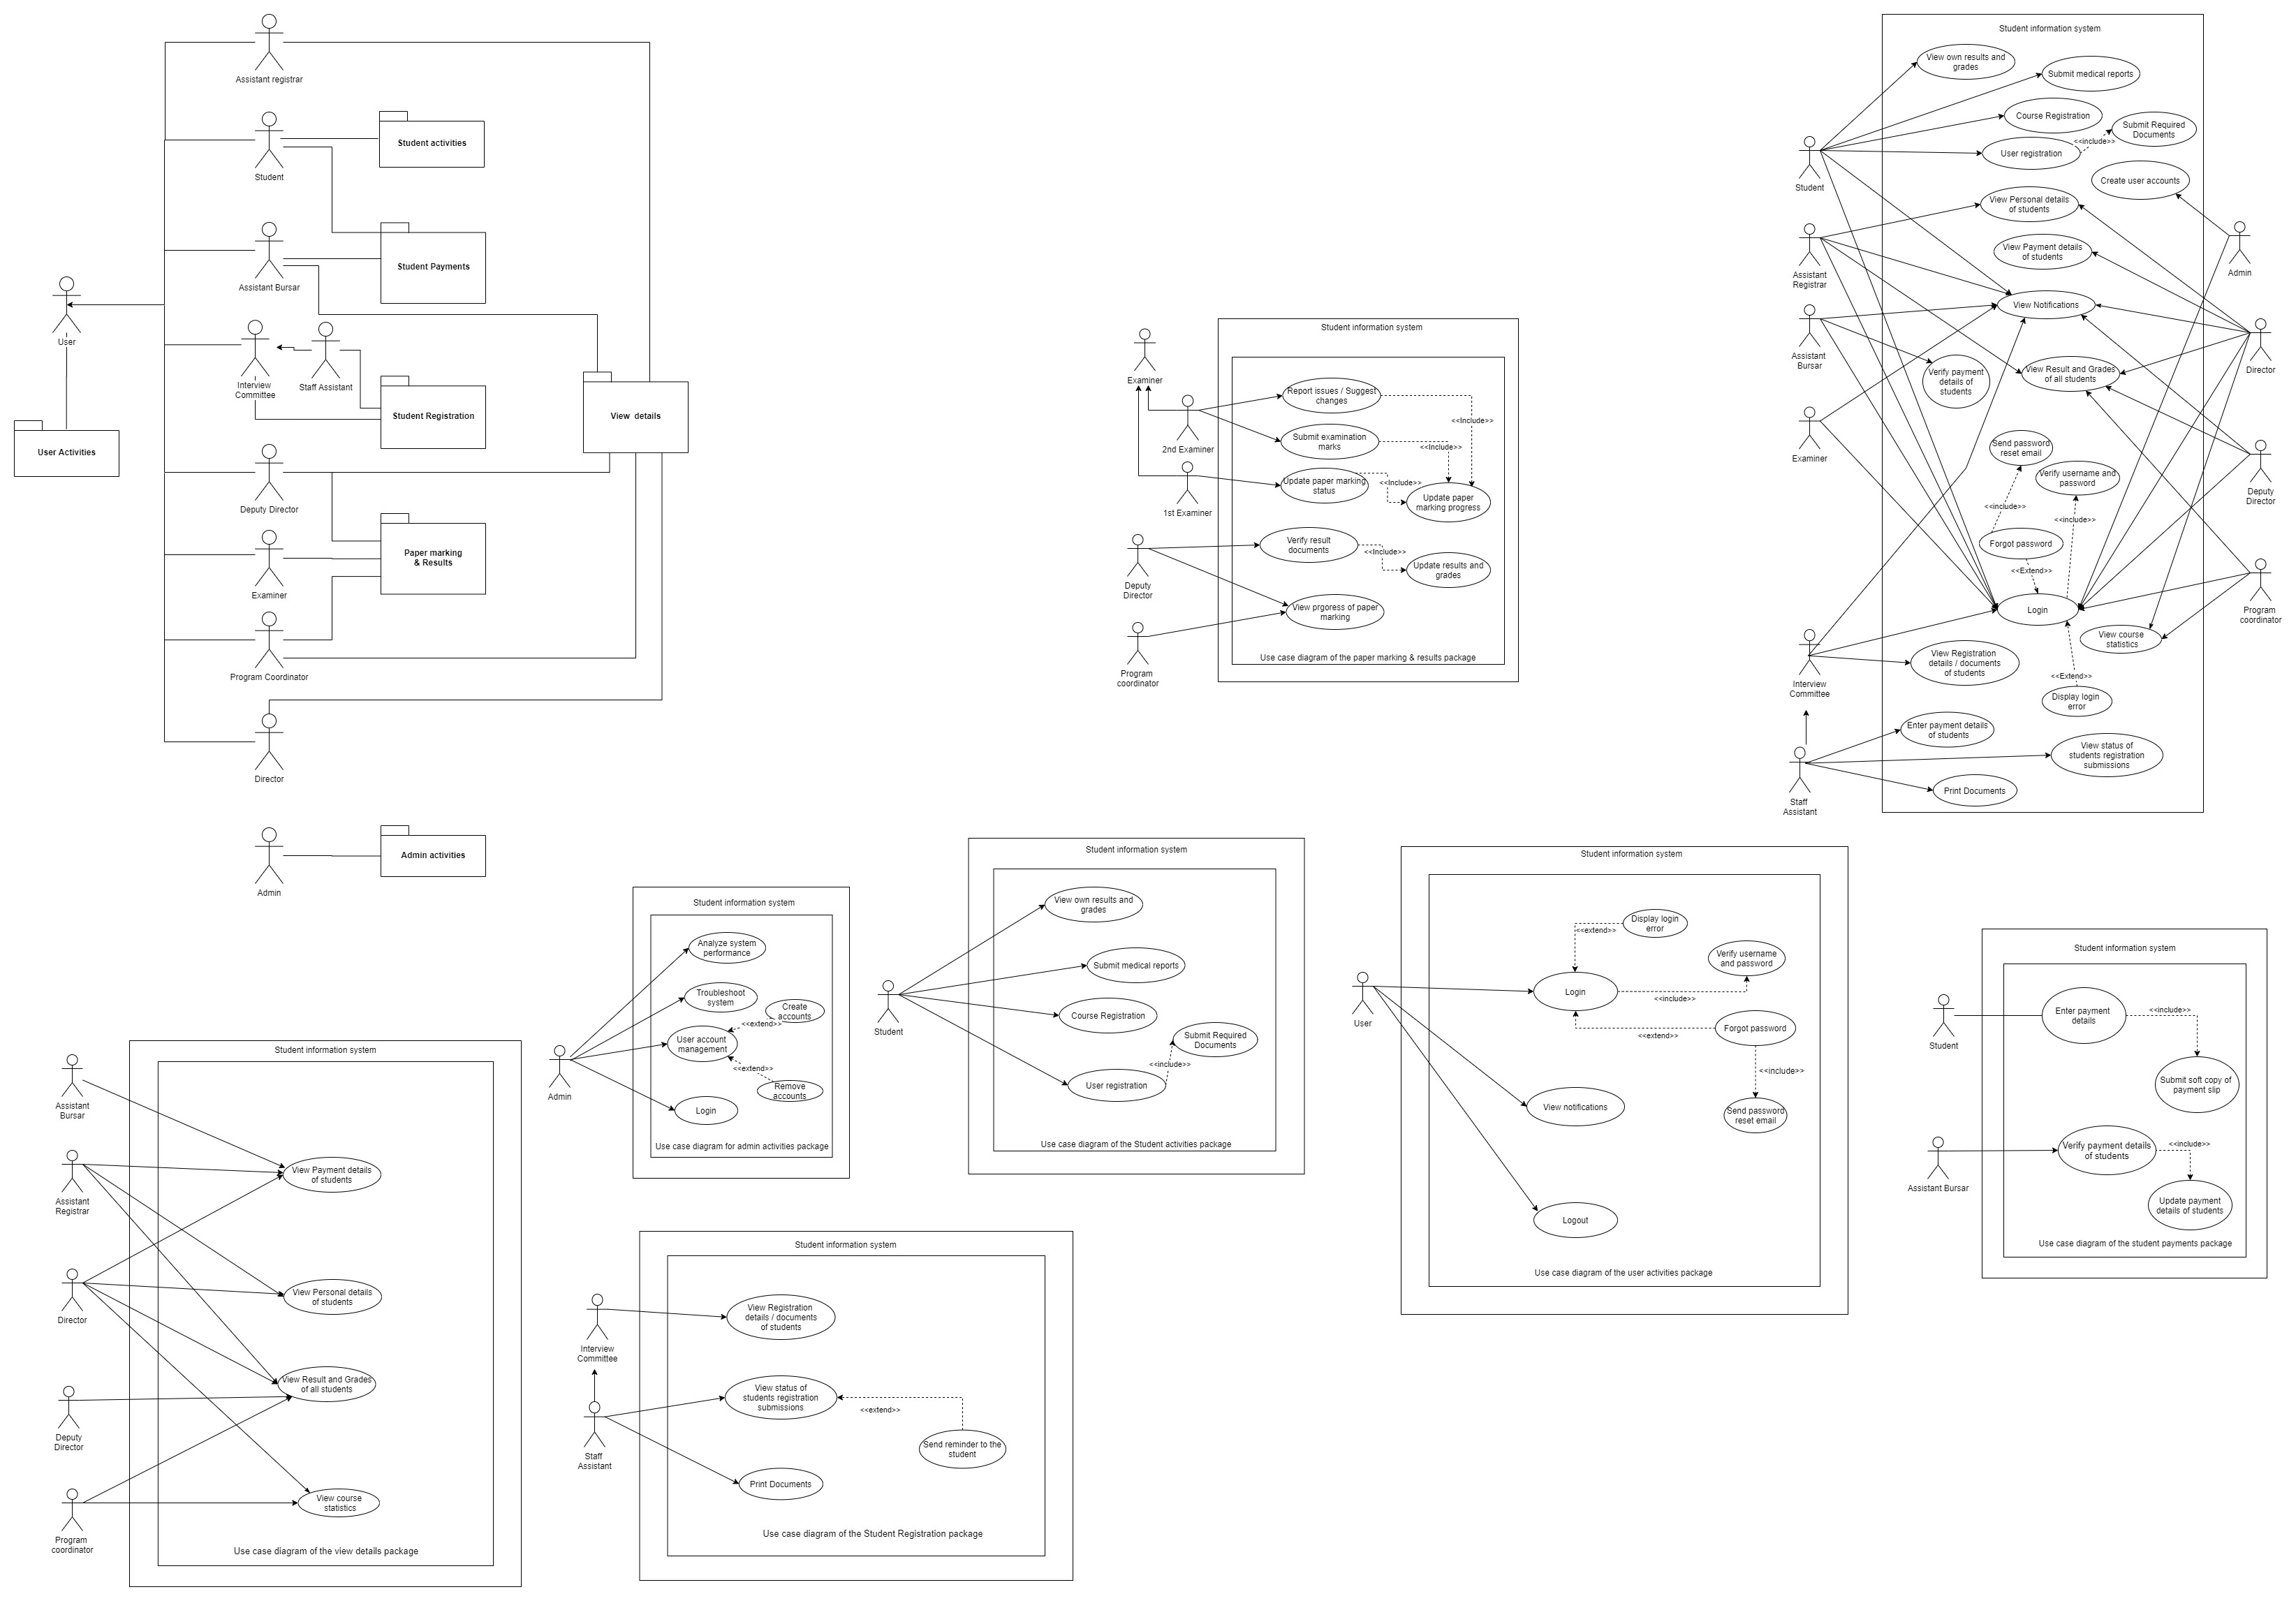 Assistant registrar
Student
Student activities
Assistant Bursar
Student Payments
User
User Activities
Interview
Committee
Staff Assistant
Student Registration
View  details
Deputy Director
Examiner
Paper marking
& Results
Program Coordinator
Director
Admin
Admin activities
Student information system
Examiner
2nd Examiner
1st Examiner
Deputy
Director
Program
coordinator
Report issues / Suggest
changes
<<Include>>
Submit examination
marks
<<Include>>
Update paper marking
status
<<Include>>
Update paper
marking progress
Verify result
documents
<<Include>>
Update results and
grades
View prgoress of paper
marking
Use case diagram of the paper marking & results package
Student information system
View own results and
grades
Submit medical reports
Course Registration
Submit Required
Documents
<<include>>
User registration
Create user accounts
Student
View Personal details
of students
Assistant
Registrar
View Payment details
of students
Admin
View Notifications
Assistant
Bursar
Verify payment
details of
students
View Result and Grades
of all students
Director
Examiner
Send password
reset email
Verify username and
password
Deputy
Director
<<include>>
<<include>>
Forgot password
<<Extend>>
Login
Program
coordinator
View course
statistics
View Registration
details / documents
of students
Interview
Committee
<<Extend>>
Display login
error
Enter payment details
of students
View status of
students registration
submissions
Print Documents
Staff
Assistant
Student information system
Analyze system
performance
Troubleshoot
system
Create
accounts
<<extend>>
User account
management
<<extend>>
Remove
accounts
Admin
Login
Use case diagram for admin activities package
Student information system
View own results and
grades
Submit medical reports
Student
Course Registration
Submit Required
Documents
<<include>>
User registration
Use case diagram of the Student activities package
Student information system
Display login
error
<<extend>>
Verify username
and password
Login
<<include>>
User
Forgot password
<<extend>>
<<include>>
View notifications
Send password
reset email
Logout
Use case diagram of the user activities package
Student information system
Enter payment
details
<<include>>
Student
Submit soft copy of
payment slip
Verify payment details
of students
<<include>>
Assistant Bursar
Update payment
details of students
Use case diagram of the student payments package
Student information system
Assistant
Bursar
Assistant
Registrar
View Payment details
of students
Director
View Personal details
of students
View Result and Grades
of all students
Deputy
Director
View course
statistics
Program
coordinator
Use case diagram of the view details package
Student information system
View Registration
details / documents
of students
Interview
Committee
View status of
students registration
submissions
<<extend>>
Send reminder to the
student
Staff
Assistant
Print Documents
Use case diagram of the Student Registration package